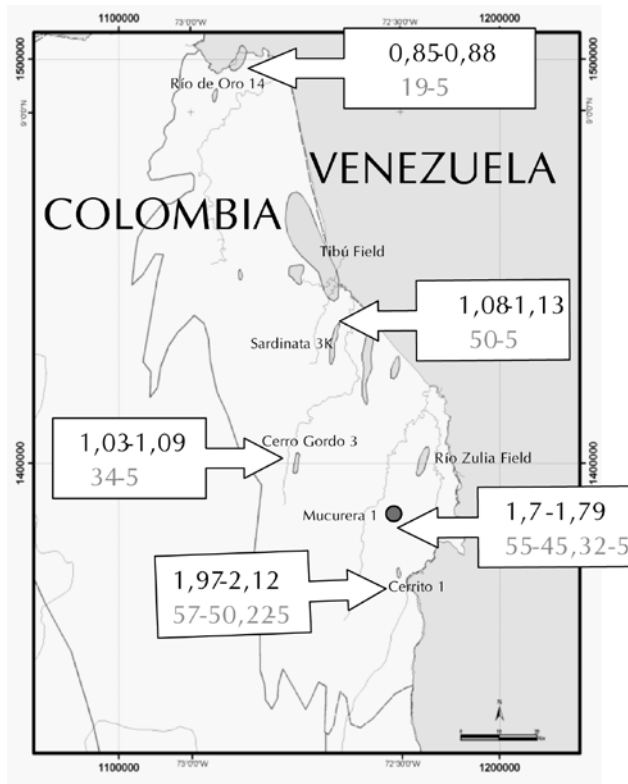 1100000
73°0'0"W
72°30'0"W
1200000
1500000
1500000
0,85-0,88
19-5
Río de Oro 14
9°0'0"N
9°0'0"N
VENEZUELA
COLOMBIA
Tibú Field
1,08-1,13
50-5
Sardinata 3K
1,03-1,09
34-5
Cerro Gordo 3
Río Zulia Field
1400000
1400000
Mucurera 1
1,7-1,79
55-45,32-5
1,97-2,12
57-50,22-5
Cerrito 1
N
1100000
73°0'0"W
72°30'0"W
1200000